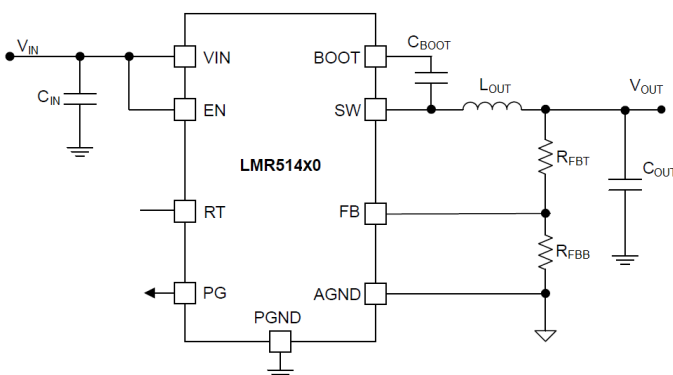 VIN
CIN
VIN
EN
RT
PG
LMR514X0
BOOT
SW
FB
AGND
PGND
CBOOT
LOUT
VOUT
RFBT
RFBB
COUT